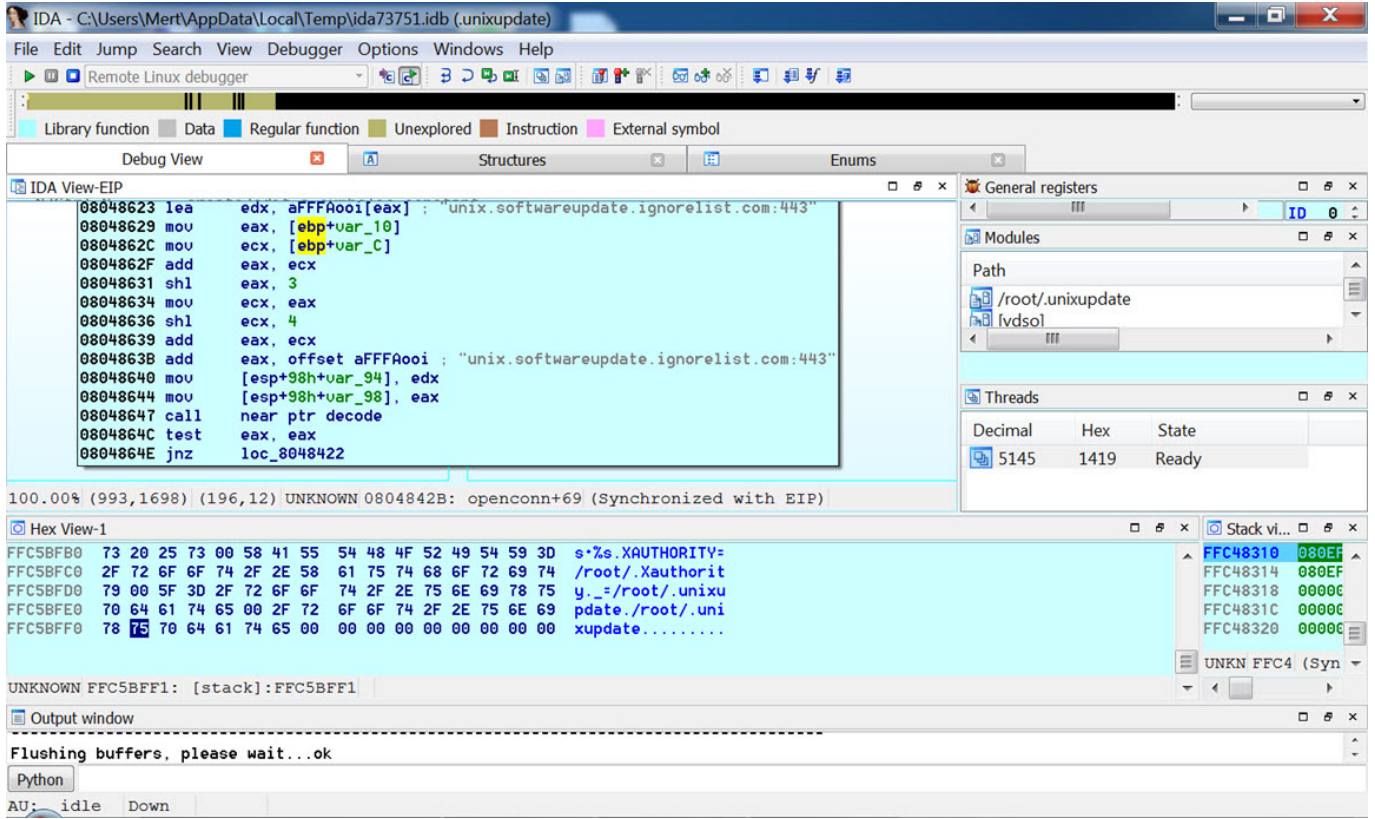 IDA - C:\Users\Mert\AppData\Local\Temp\ida73751.idb (.unixupdate)
File Edit Jump Search View Debugger Options Windows Help
Remote Linux debugger
Library function Data Regular function Unexplored Instruction External symbol
Debug View Structures Enums
IDA View-EIP
08048623 lea edx, aFFFAooi[eax] ; "unix.softwareupdate.ignorelist.com:443"
08048629 mov eax, [ebp+var_10]
0804862C mov ecx, [ebp+var_C]
0804862F add eax, ecx
08048631 shl eax, 3
08048634 mov ecx, eax
08048636 shl ecx, 4
08048639 add eax, ecx
0804863B add eax, offset aFFFAooi ; "unix.softwareupdate.ignorelist.com:443"
08048640 mov [esp+98h+var_94], edx
08048644 mov [esp+98h+var_98], eax
08048647 call near ptr decode
0804864C test eax, eax
0804864E jnz loc_8048422
100.00% (993,1698) (196,12) UNKNOWN 0804842B: openconn+69 (Synchronized with EIP)
General registers
ID 0
Modules
Path
/root/.unixupdate
[vdso]
Threads
Decimal Hex State
5145 1419 Ready
Hex View-1
FFC5BFB0 73 20 25 73 00 58 41 55 54 48 4F 52 49 54 59 3D s·%s.XAUTHORITY=
FFC5BFC0 2F 72 6F 6F 74 2F 2E 58 61 75 74 68 6F 72 69 74 /root/.Xauthorit
FFC5BFD0 79 00 5F 3D 2F 72 6F 6F 74 2F 2E 75 6E 69 78 75 y._=/root/.unixu
FFC5BFE0 70 64 61 74 65 00 2F 72 6F 6F 74 2F 2E 75 6E 69 pdate./root/.uni
FFC5BFF0 78 75 70 64 61 74 65 00 00 00 00 00 00 00 00 00 xupdate.........
UNKNOWN FFC5BFF1: [stack]:FFC5BFF1
Stack vi...
FFC48310 080EF
FFC48314 080EF
FFC48318 00000
FFC4831C 00000
FFC48320 00000
UNKN FFC4 (Syn
Output window
Flushing buffers, please wait...ok
Python
AU: idle Down